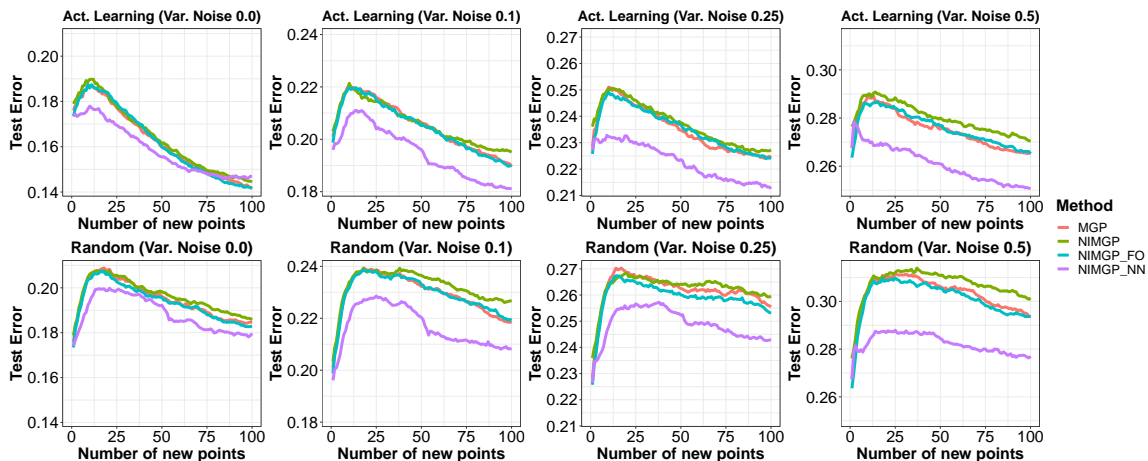 Act. Learning (Var. Noise 0.0)
Act. Learning (Var. Noise 0.1)
Act. Learning (Var. Noise 0.25)
Act. Learning (Var. Noise 0.5)
Test Error
0.20
0.18
0.16
0.14
0 25 50 75 100
Number of new points
Test Error
0.22
0.20
0.18
0 25 50 75 100
Number of new points
Test Error
0.27
0.26
0.25
0.24
0.23
0.22
0.21
0 25 50 75 100
Number of new points
Test Error
0.30
0.28
0.26
0 25 50 75 100
Number of new points
Random (Var. Noise 0.0)
Random (Var. Noise 0.1)
Random (Var. Noise 0.25)
Random (Var. Noise 0.5)
Test Error
0.20
0.18
0.16
0.14
0 25 50 75 100
Number of new points
Test Error
0.24
0.22
0.20
0.18
0 25 50 75 100
Number of new points
Test Error
0.27
0.26
0.25
0.24
0.23
0.22
0.21
0 25 50 75 100
Number of new points
Test Error
0.30
0.28
0.26
0 25 50 75 100
Number of new points
Method
MGP
NIMGP
NIMGP_FO
NIMGP_NN